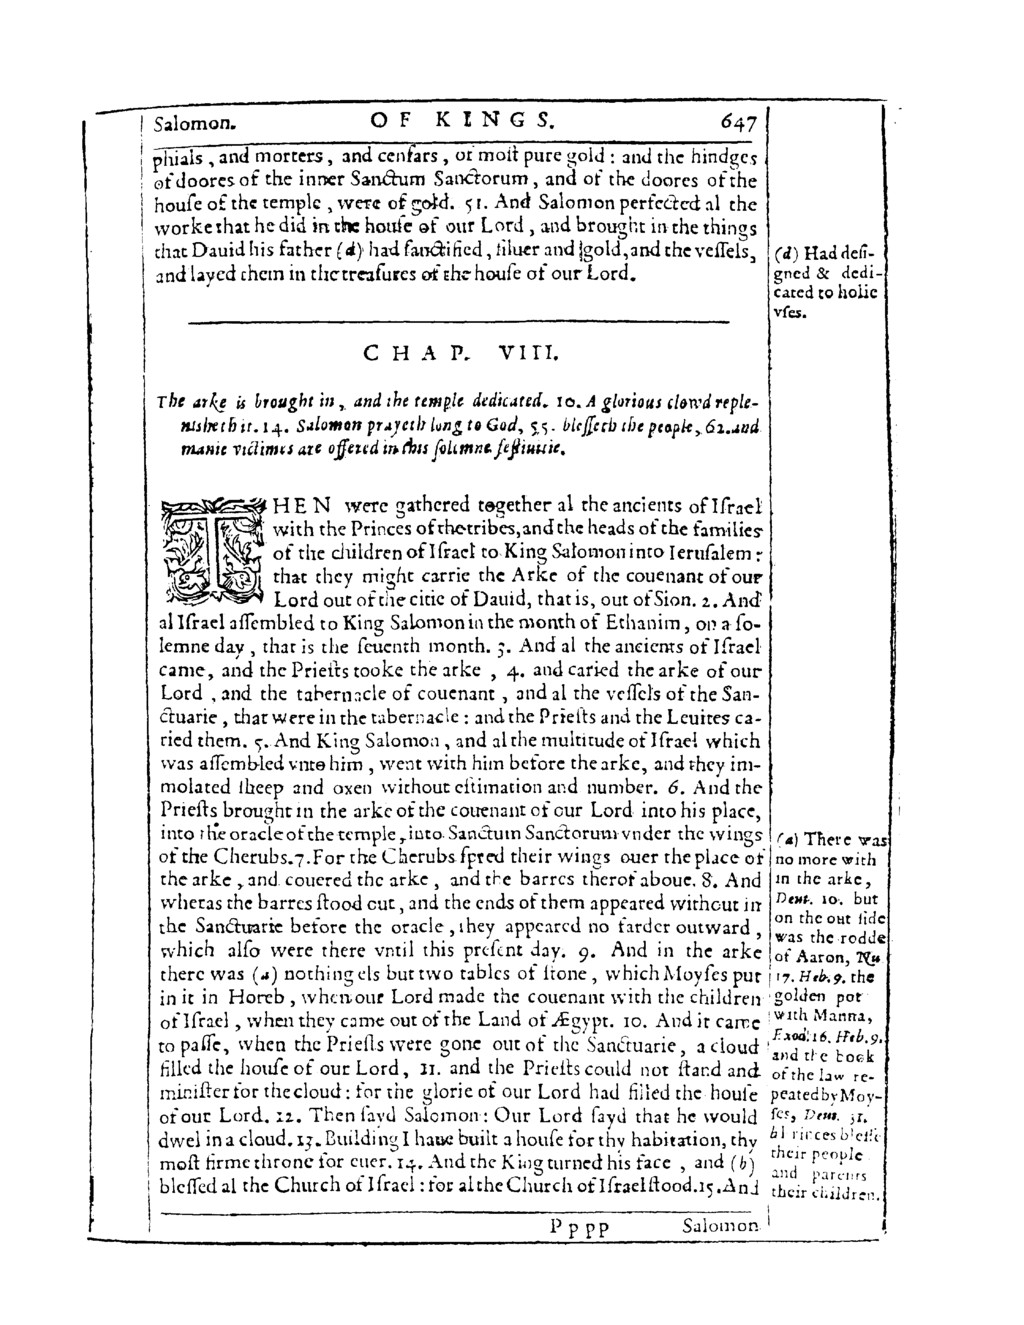 Salomon. OF KINGS. 647
phials, and morters, and cenſars, of moſt pure gold: and the hindges
of doores of the inner Sanctum Sanctorum, and of the doores of the
houſe of the temple, were of gold. 51. And Salomon perfected al the
worke that he did in the houſe of our Lord, and brought in the things
that Dauid his father (d) had ſanctified, ſiluer and gold, and the veſſels,
and layed them in the treaſures of the houſe of our Lord.
(d) Had deſi-
gned & dedi-
cated to holie
vſes.
CHAP. VIII.
The arke is brought in, and the temple dedicated. 10. A glorious clowd reple-
nisheth it. 14. Salomon prayeth long to God, 55. bleſſeth the people, 62. and
manie victimes are offered in this ſolemne feſtiuitie.
THEN were gathered together al the ancients of Iſrael
with the Princes of the tribes, and the heads of the families
of the children of Iſrael to King Salomon into Ieruſalem:
that they might carrie the Arke of the couenant of our
Lord out of the citie of Dauid, that is, out of Sion. 2. And
al Iſrael aſſembled to King Salomon in the month of Ethanim, on a ſo-
lemne day, that is the ſeuenth month. 3. And al the ancients of Iſrael
came, and the Prieſts tooke the arke, 4. and caried the arke of our
Lord, and the tabernacle of couenant, and al the veſſels of the San-
ctuarie, that were in the tabernacle: and the Prieſts and the Leuites ca-
ried them. 5. And King Salomon, and al the multitude of Iſrael which
was aſſembled vnto him, went with him before the arke, and they im-
molated ſheep and oxen without eſtimation and number. 6. And the
Prieſts brought in the arke of the couenant of our Lord into his place,
into the oracle of the temple, into Sanctum Sanctorum vnder the wings
of the Cherubs. 7. For the Cherubs ſpred their wings ouer the place of
the arke, and couered the arke, and the barres therof aboue. 8. And
wheras the barres ſtood out, and the ends of them appeared without in
the Sanctuarie before the oracle, they appeared no farder outward,
which alſo were there vntil this preſent day. 9. And in the arke
there was (a) nothing els but two tables of ſtone, which Moyſes put
in it in Horeb, when our Lord made the couenant with the children
of Iſrael, when they came out of the Land of Ægypt. 10. And it came
to paſſe, when the Prieſts were gone out of the Sanctuarie, a cloud
filled the houſe of our Lord, 11. and the Prieſts could not ſtand and
miniſter for the cloud: for the glorie of our Lord had filled the houſe
of our Lord. 12. Then ſayd Salomon: Our Lord ſayd that he would
dwel in a cloud. 13. Building I haue built a houſe for thy habitation, thy
moſt firme throne for euer. 14. And the King turned his face, and (b)
bleſſed al the Church of Iſrael: for al the Church of Iſrael ſtood. 15. And
(a) There was
no more with
in the arke,
Deut. 10. but
on the out ſide
was the rodde
of Aaron, Nu.
17. Heb. 9. the
golden pot
with Manna,
Exod. 16. Heb. 9.
and the book
of the law re-
peated by Moy-
ſes, Deut. 31.
b Princes bleſſe
their people
and parents
their children.
Pppp Salomon